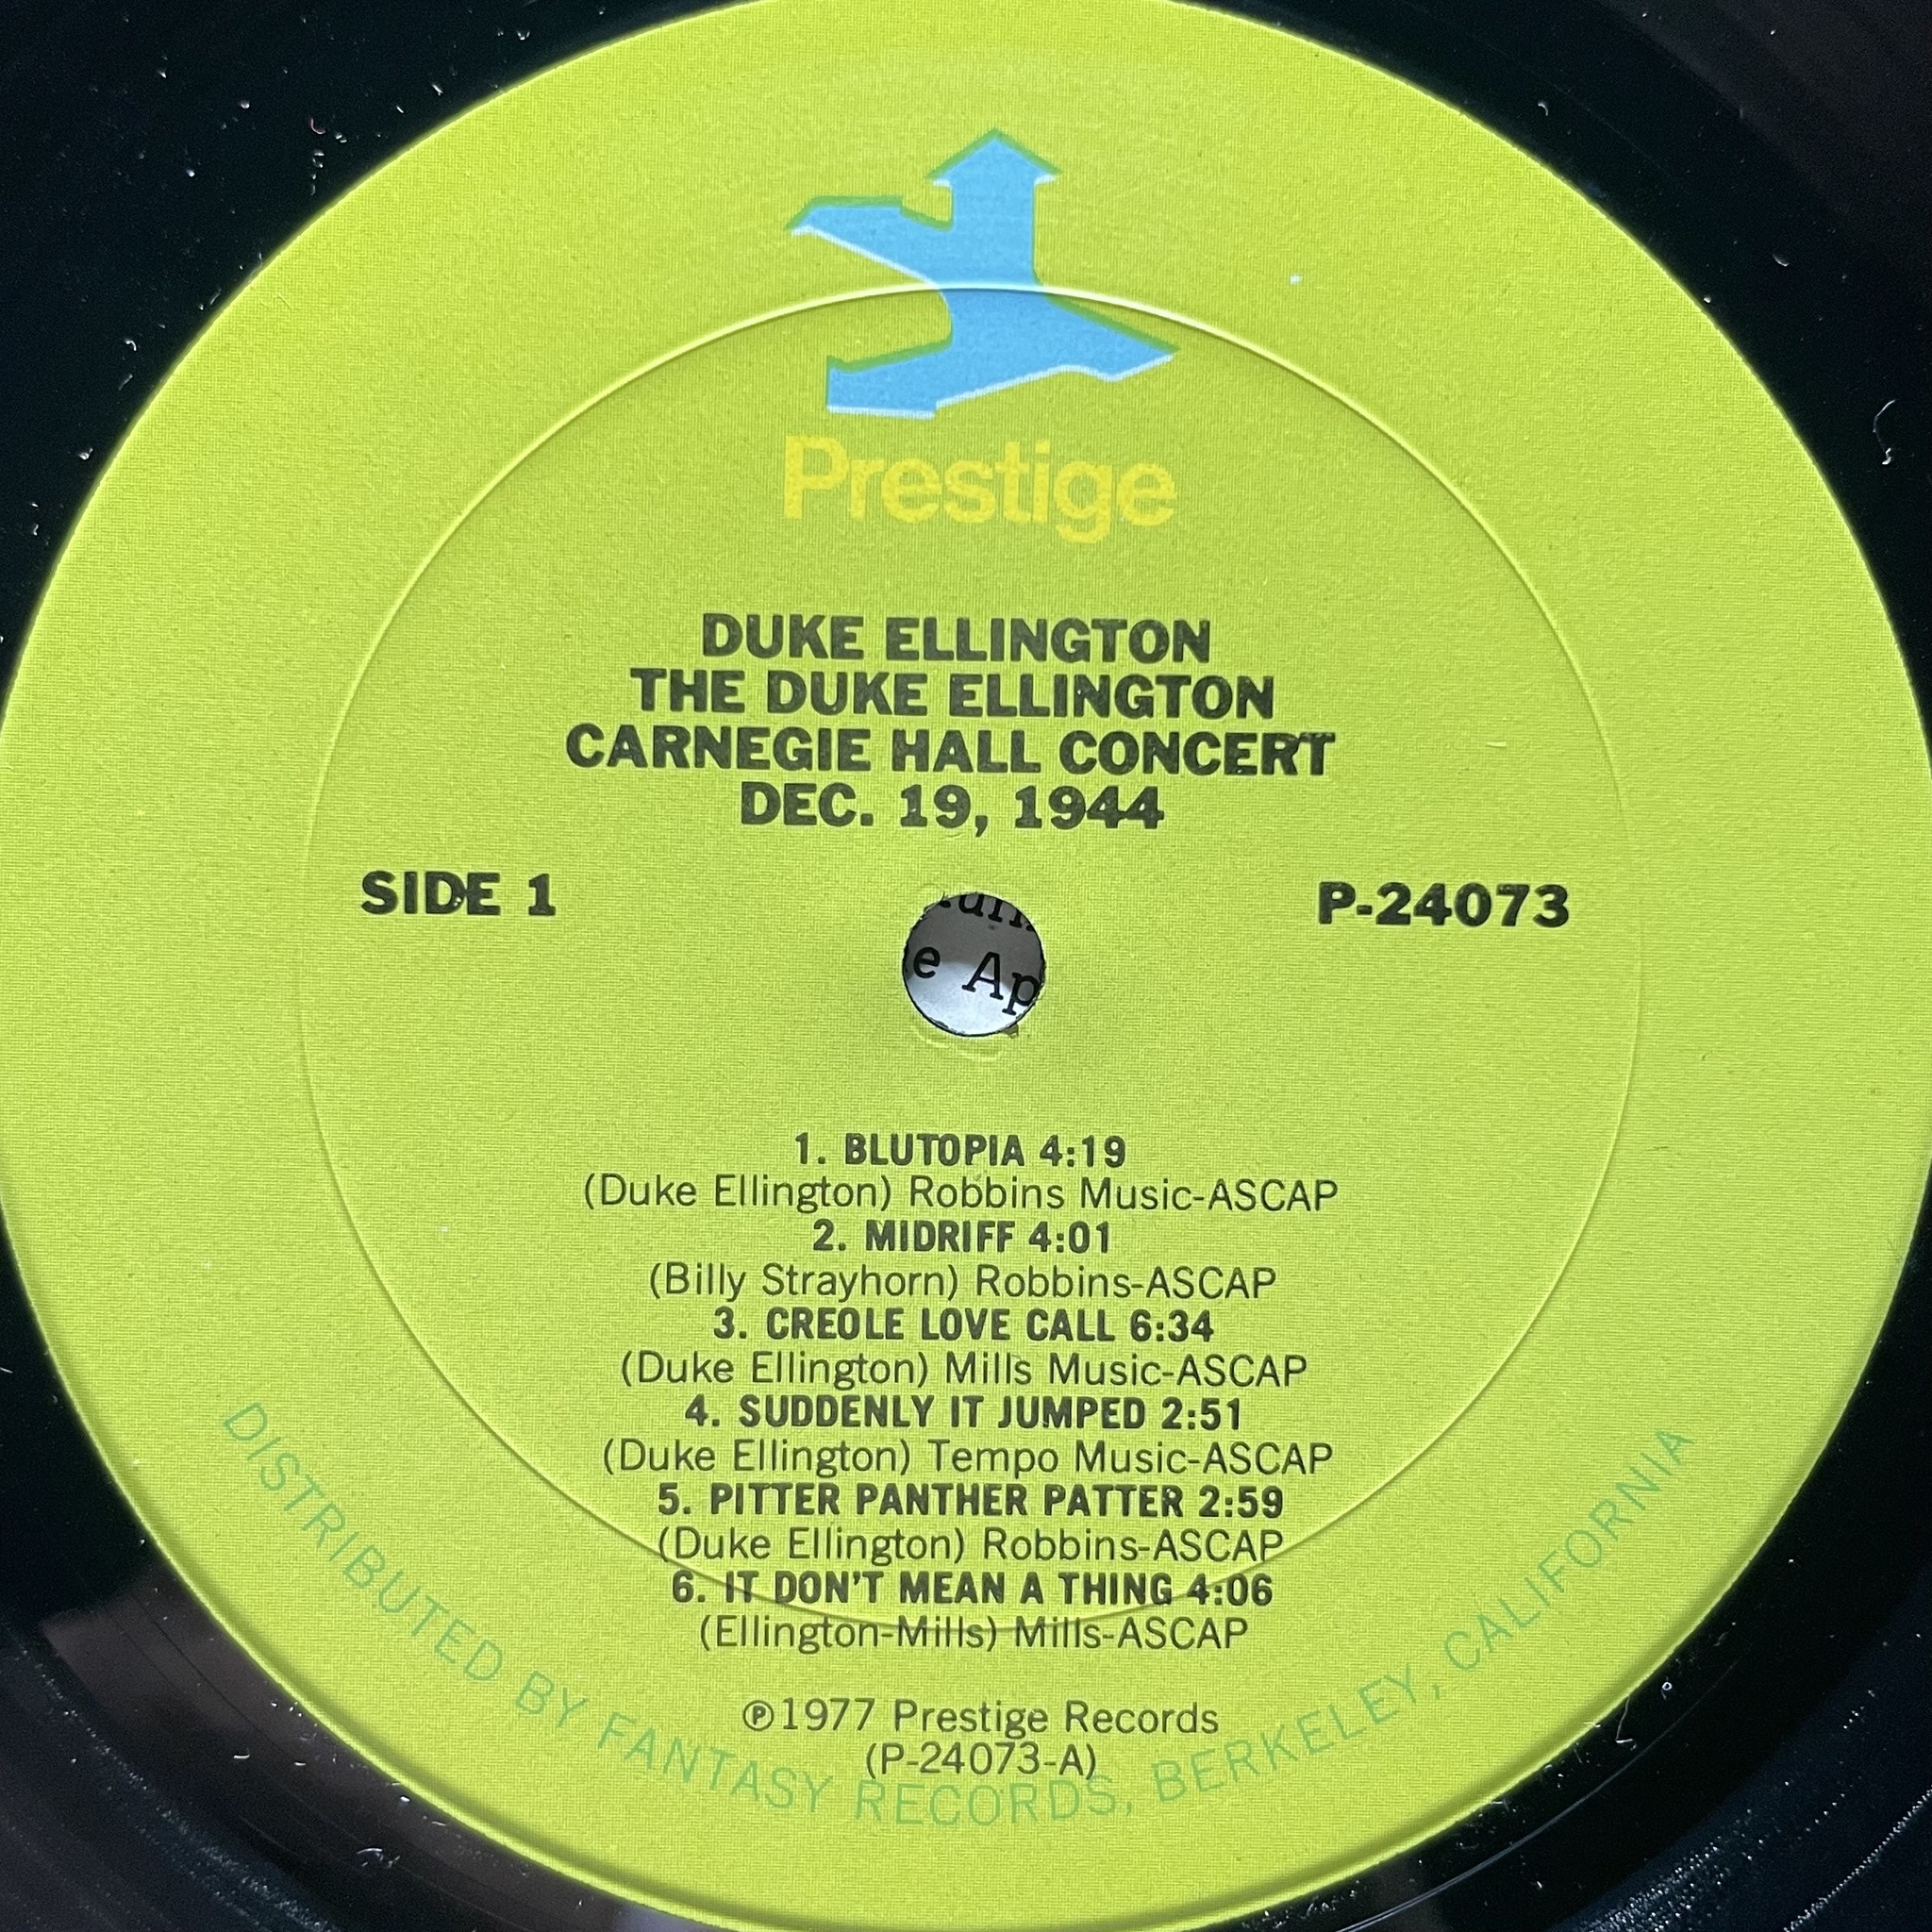 Prestige
DUKE ELLINGTON
THE DUKE ELLINGTON
CARNEGIE HALL CONCERT
DEC. 19, 1944
SIDE 1
P-24073
e Ap
1. BLUTOPIA 4:19
(Duke Ellington) Robbins Music-ASCAP
2. MIDRIFF 4:01
(Billy Strayhorn) Robbins-ASCAP
3. CREOLE LOVE CALL 6:34
(Duke Ellington) Mills Music-ASCAP
4. SUDDENLY IT JUMPED 2:51
(Duke Ellington) Tempo Music-ASCAP
5. PITTER PANTHER PATTER 2:59
(Duke Ellington) Robbins-ASCAP
6. IT DON'T MEAN A THING 4:06
(Ellington-Mills) Mills-ASCAP
℗1977 Prestige Records
(P-24073-A)
DISTRIBUTED BY FANTASY RECORDS, BERKELEY, CALIFORNIA